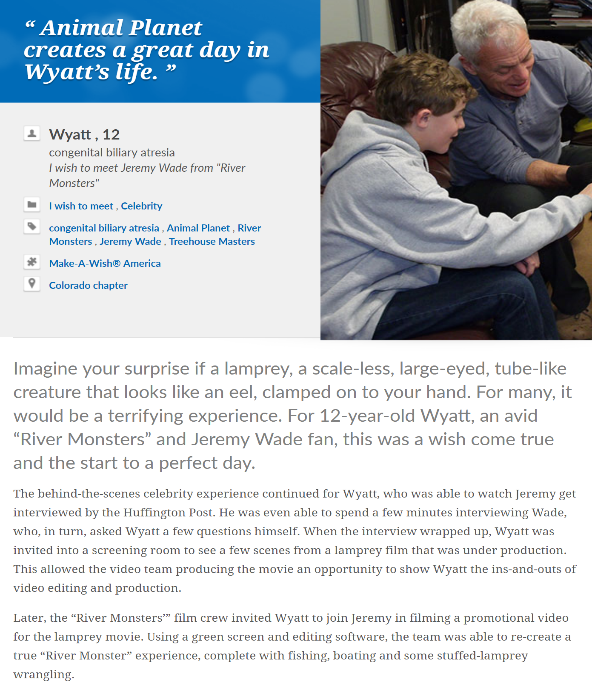 “ Animal Planet
creates a great day in
Wyatt’s life. ”
Wyatt , 12
congenital biliary atresia
I wish to meet Jeremy Wade from "River
Monsters"
I wish to meet , Celebrity
congenital biliary atresia , Animal Planet , River
Monsters , Jeremy Wade , Treehouse Masters
Make-A-Wish® America
Colorado chapter
Imagine your surprise if a lamprey, a scale-less, large-eyed, tube-like
creature that looks like an eel, clamped on to your hand. For many, it
would be a terrifying experience. For 12-year-old Wyatt, an avid
“River Monsters” and Jeremy Wade fan, this was a wish come true
and the start to a perfect day.
The behind-the-scenes celebrity experience continued for Wyatt, who was able to watch Jeremy get
interviewed by the Huffington Post. He was even able to spend a few minutes interviewing Wade,
who, in turn, asked Wyatt a few questions himself. When the interview wrapped up, Wyatt was
invited into a screening room to see a few scenes from a lamprey film that was under production.
This allowed the video team producing the movie an opportunity to show Wyatt the ins-and-outs of
video editing and production.
Later, the “River Monsters’” film crew invited Wyatt to join Jeremy in filming a promotional video
for the lamprey movie. Using a green screen and editing software, the team was able to re-create a
true “River Monster” experience, complete with fishing, boating and some stuffed-lamprey
wrangling.